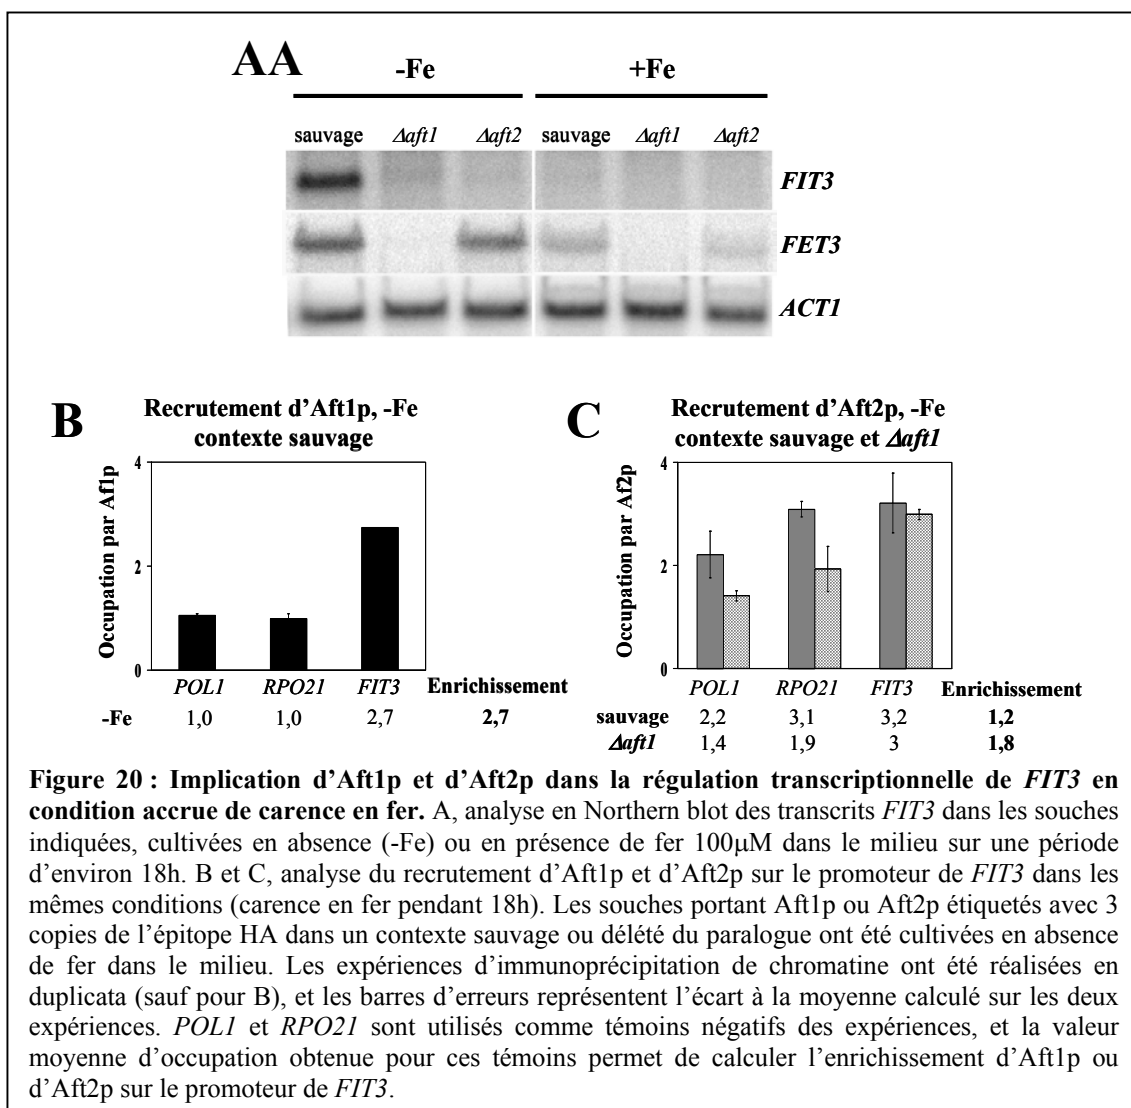 AA
-Fe +Fe
sauvage Δaft1 Δaft2 sauvage Δaft1 Δaft2
FIT3
FET3
ACT1
B
Recrutement d’Aft1p, -Fe
contexte sauvage
Occupation par Af1p
4
2
0
POL1 RPO21 FIT3 Enrichissement
-Fe 1,0 1,0 2,7 2,7
C
Recrutement d’Aft2p, -Fe
contexte sauvage et Δaft1
Occupation par Af2p
4
2
0
POL1 RPO21 FIT3 Enrichissement
sauvage 2,2 3,1 3,2 1,2
Δaft1 1,4 1,9 3 1,8
Figure 20 : Implication d’Aft1p et d’Aft2p dans la régulation transcriptionnelle de FIT3 en
condition accrue de carence en fer. A, analyse en Northern blot des transcrits FIT3 dans les souches
indiquées, cultivées en absence (-Fe) ou en présence de fer 100μM dans le milieu sur une période
d’environ 18h. B et C, analyse du recrutement d’Aft1p et d’Aft2p sur le promoteur de FIT3 dans les
mêmes conditions (carence en fer pendant 18h). Les souches portant Aft1p ou Aft2p étiquetés avec 3
copies de l’épitope HA dans un contexte sauvage ou délété du paralogue ont été cultivées en absence
de fer dans le milieu. Les expériences d’immunoprécipitation de chromatine ont été réalisées en
duplicata (sauf pour B), et les barres d’erreurs représentent l’écart à la moyenne calculé sur les deux
expériences. POL1 et RPO21 sont utilisés comme témoins négatifs des expériences, et la valeur
moyenne d’occupation obtenue pour ces témoins permet de calculer l’enrichissement d’Aft1p ou
d’Aft2p sur le promoteur de FIT3.